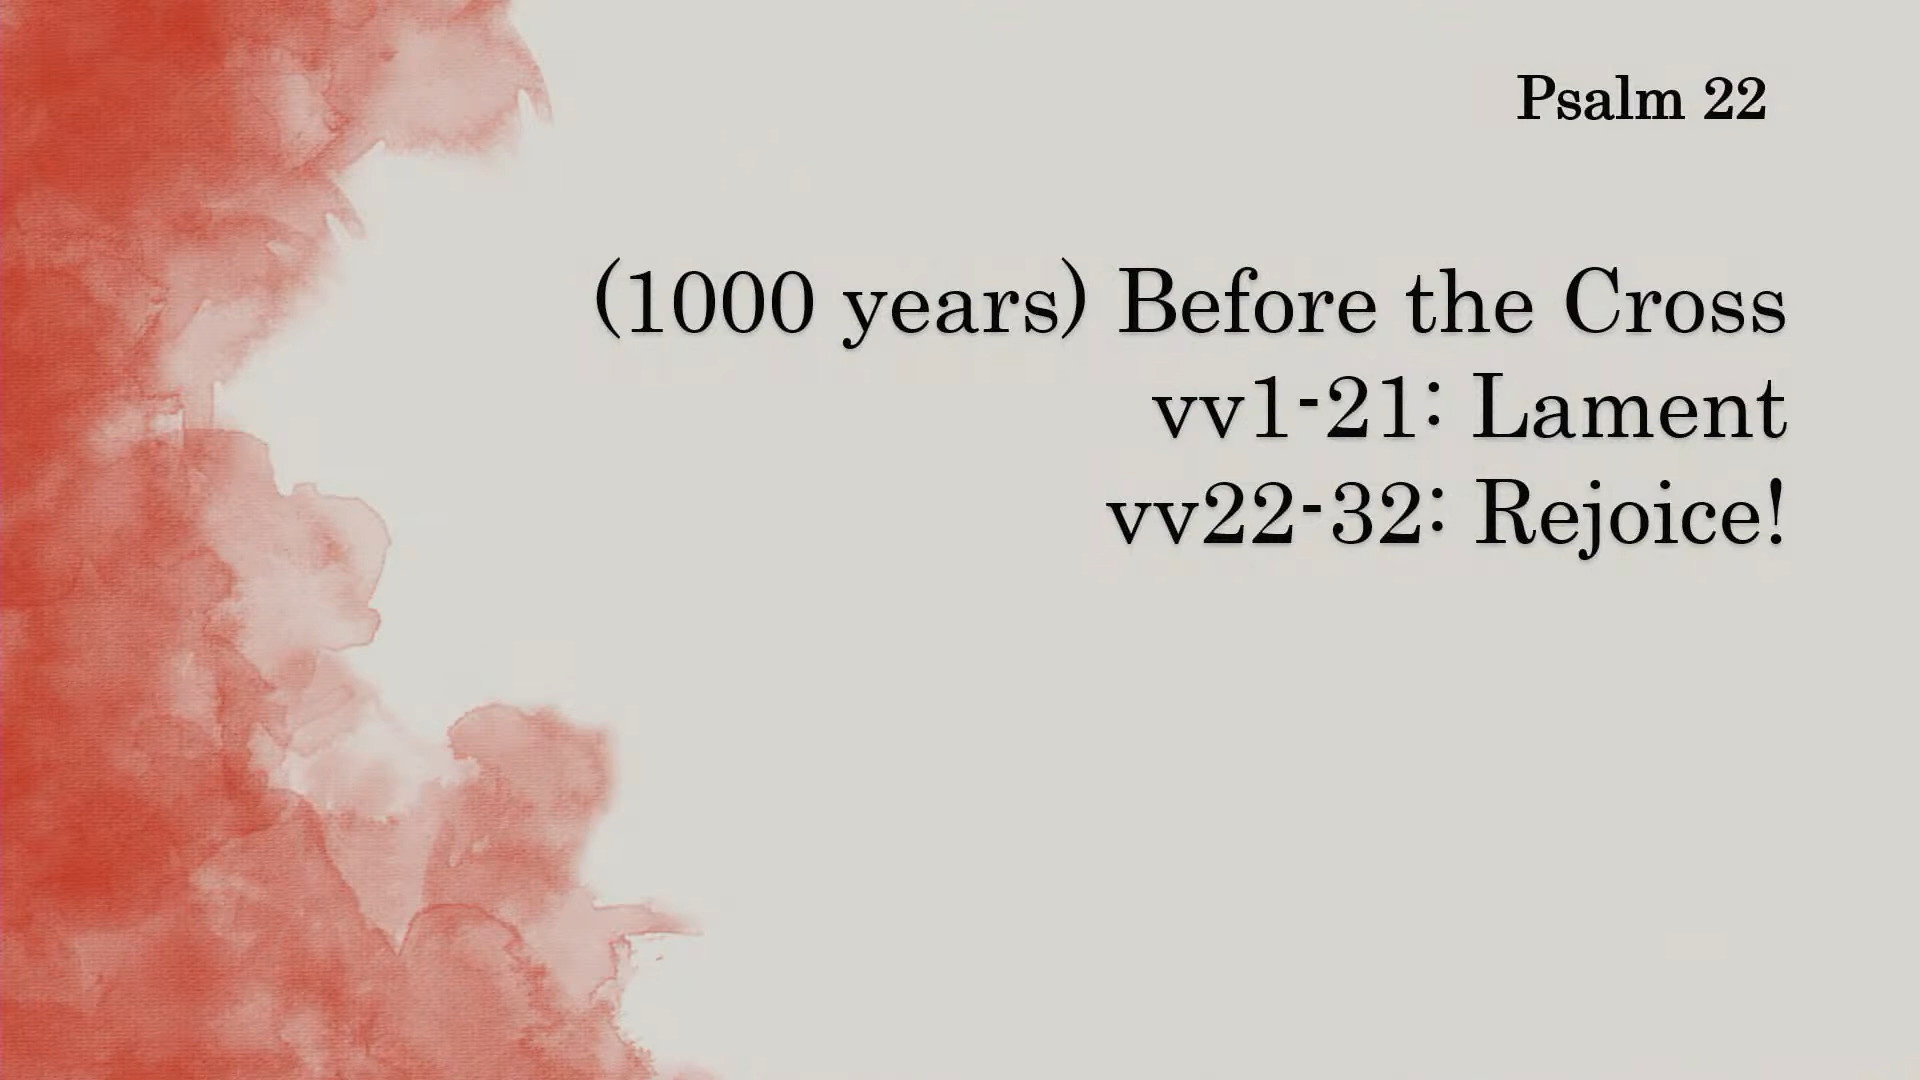 Psalm 22
(1000 years) Before the Cross
vv1-21: Lament
vv22-32: Rejoice!